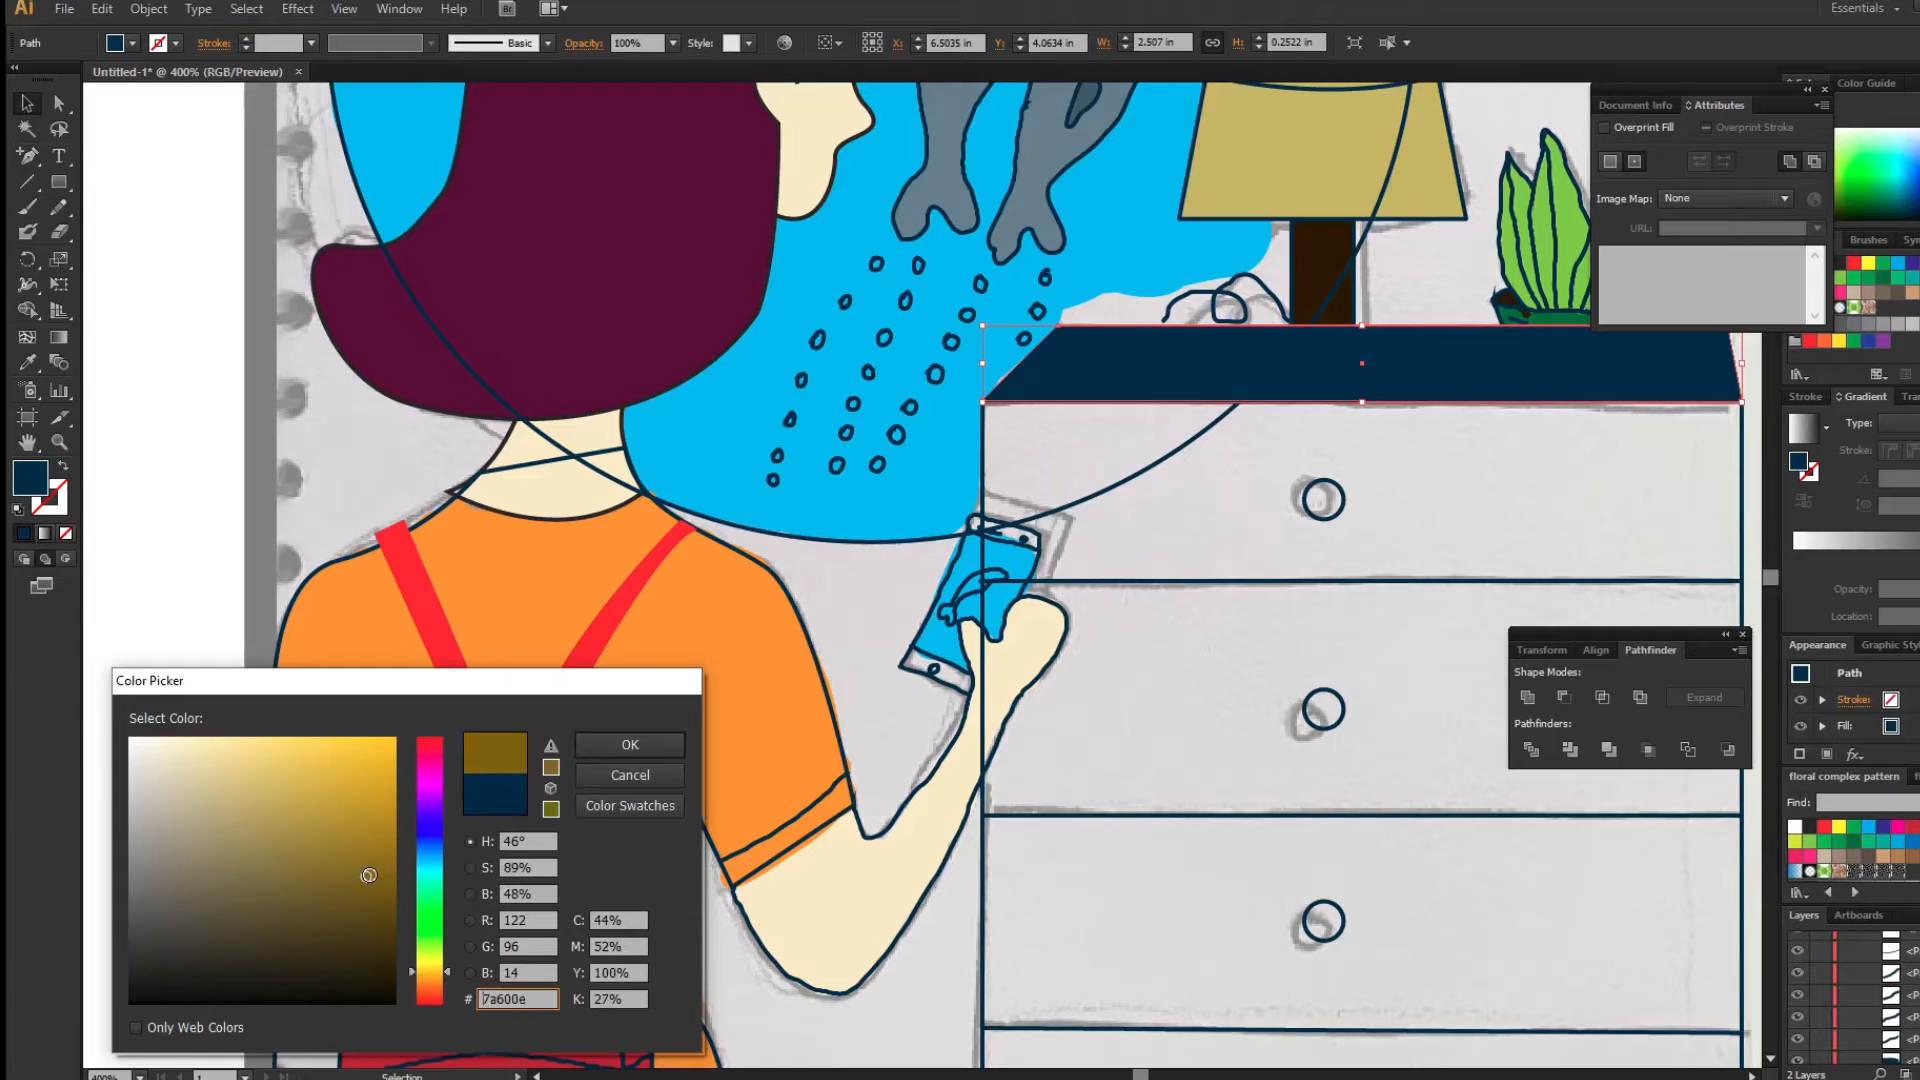 Ai File Edit Object Type Select Effect View Window Help Br Essentials
Path Stroke: Basic Opacity: 100% Style: X: 6.5035 in Y: 4.0634 in W: 2.507 in H: 0.2522 in
Untitled-1* @ 400% (RGB/Preview) ×
Color Guide
Document Info Attributes
Overprint Fill Overprint Stroke
Image Map: None
URL:
Brushes Sy
Stroke Gradient Tra
Type:
Stroke:
Opacity:
Location:
Transform Align Pathfinder
Shape Modes:
Expand
Pathfinders:
Appearance Graphic Sty
Path
Stroke:
Fill:
fx
floral complex pattern
Find:
Layers Artboards
<P
<P
<P
<P
<P
2 Layers
Color Picker
Select Color:
OK
Cancel
Color Swatches
H: 46°
S: 89%
B: 48%
R: 122 C: 44%
G: 96 M: 52%
B: 14 Y: 100%
# 7a600e K: 27%
Only Web Colors
400% 1 Selection